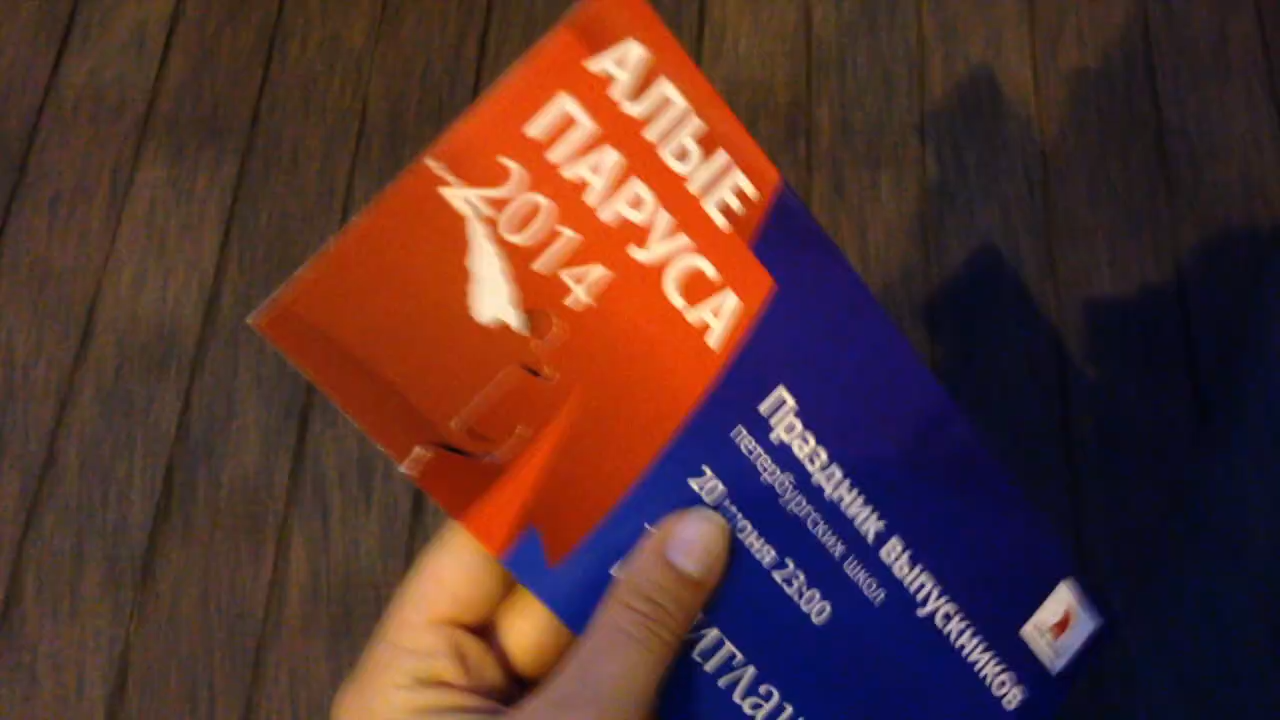 АЛЫЕ
ПАРУСА
2014
Праздник выпускников
петербургских школ
20 июня 23:00